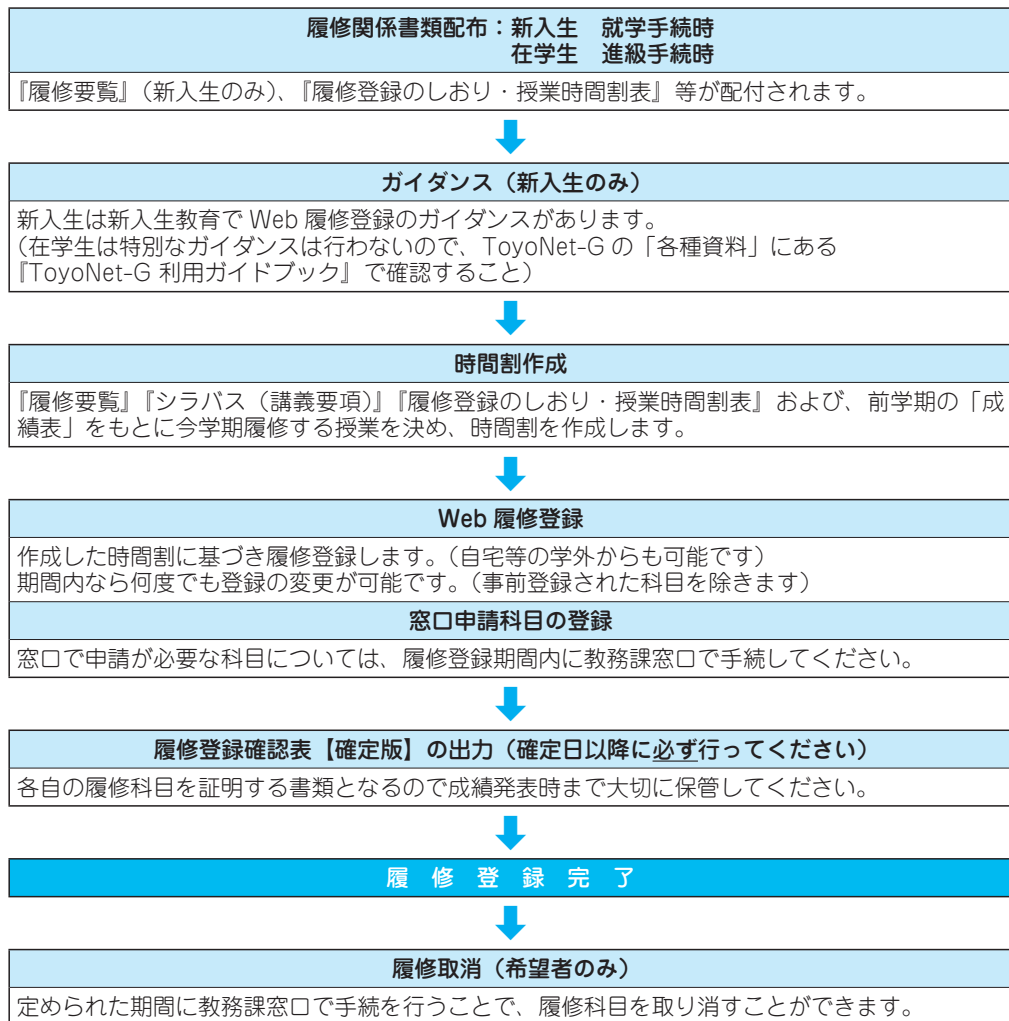 履修関係書類配布：新入生　就学手続時
在学生　進級手続時
『履修要覧』（新入生のみ）、『履修登録のしおり・授業時間割表』等が配付されます。
ガイダンス（新入生のみ）
新入生は新入生教育で Web 履修登録のガイダンスがあります。
（在学生は特別なガイダンスは行わないので、ToyoNet-G の「各種資料」にある
『ToyoNet-G 利用ガイドブック』で確認すること）
時間割作成
『履修要覧』『シラバス（講義要項）』『履修登録のしおり・授業時間割表』および、前学期の「成
績表」をもとに今学期履修する授業を決め、時間割を作成します。
Web 履修登録
作成した時間割に基づき履修登録します。（自宅等の学外からも可能です）
期間内なら何度でも登録の変更が可能です。（事前登録された科目を除きます）
窓口申請科目の登録
窓口で申請が必要な科目については、履修登録期間内に教務課窓口で手続してください。
履修登録確認表【確定版】の出力（確定日以降に必ず行ってください）
各自の履修科目を証明する書類となるので成績発表時まで大切に保管してください。
履　修　登　録　完　了
履修取消（希望者のみ）
定められた期間に教務課窓口で手続を行うことで、履修科目を取り消すことができます。